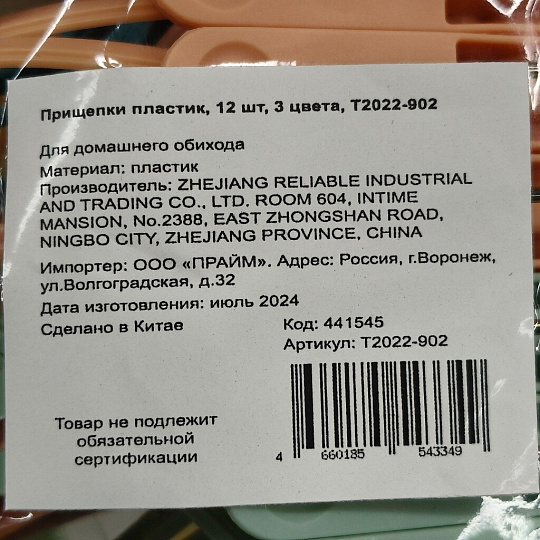 Прищепки пластик, 12 шт, 3 цвета, T2022-902
Для домашнего обихода
Материал: пластик
Производитель: ZHEJIANG RELIABLE INDUSTRIAL
AND TRADING CO., LTD. ROOM 604, INTIME
MANSION, No.2388, EAST ZHONGSHAN ROAD,
NINGBO CITY, ZHEJIANG PROVINCE, CHINA
Импортер: ООО «ПРАЙМ». Адрес: Россия, г.Воронеж,
ул.Волгоградская, д.32
Дата изготовления: июль 2024
Сделано в Китае
Код: 441545
Артикул: T2022-902
Товар не подлежит
обязательной
сертификации
4 660185 543349